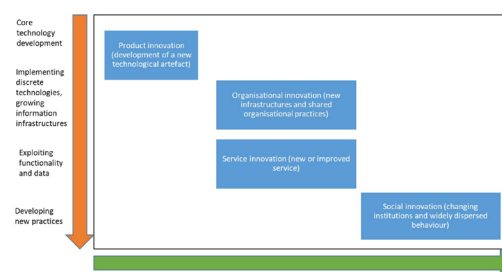 Core
technology
development
Product innovation
(development of a new
technological artefact)
Implementing
discrete
technologies,
growing
information
infrastructures
Organisational innovation (new
infrastructures and shared
organisational practices)
Exploiting
functionality
and data
Service innovation (new or improved
service)
Developing
new practices
Social innovation (changing
institutions and widely dispersed
behaviour)